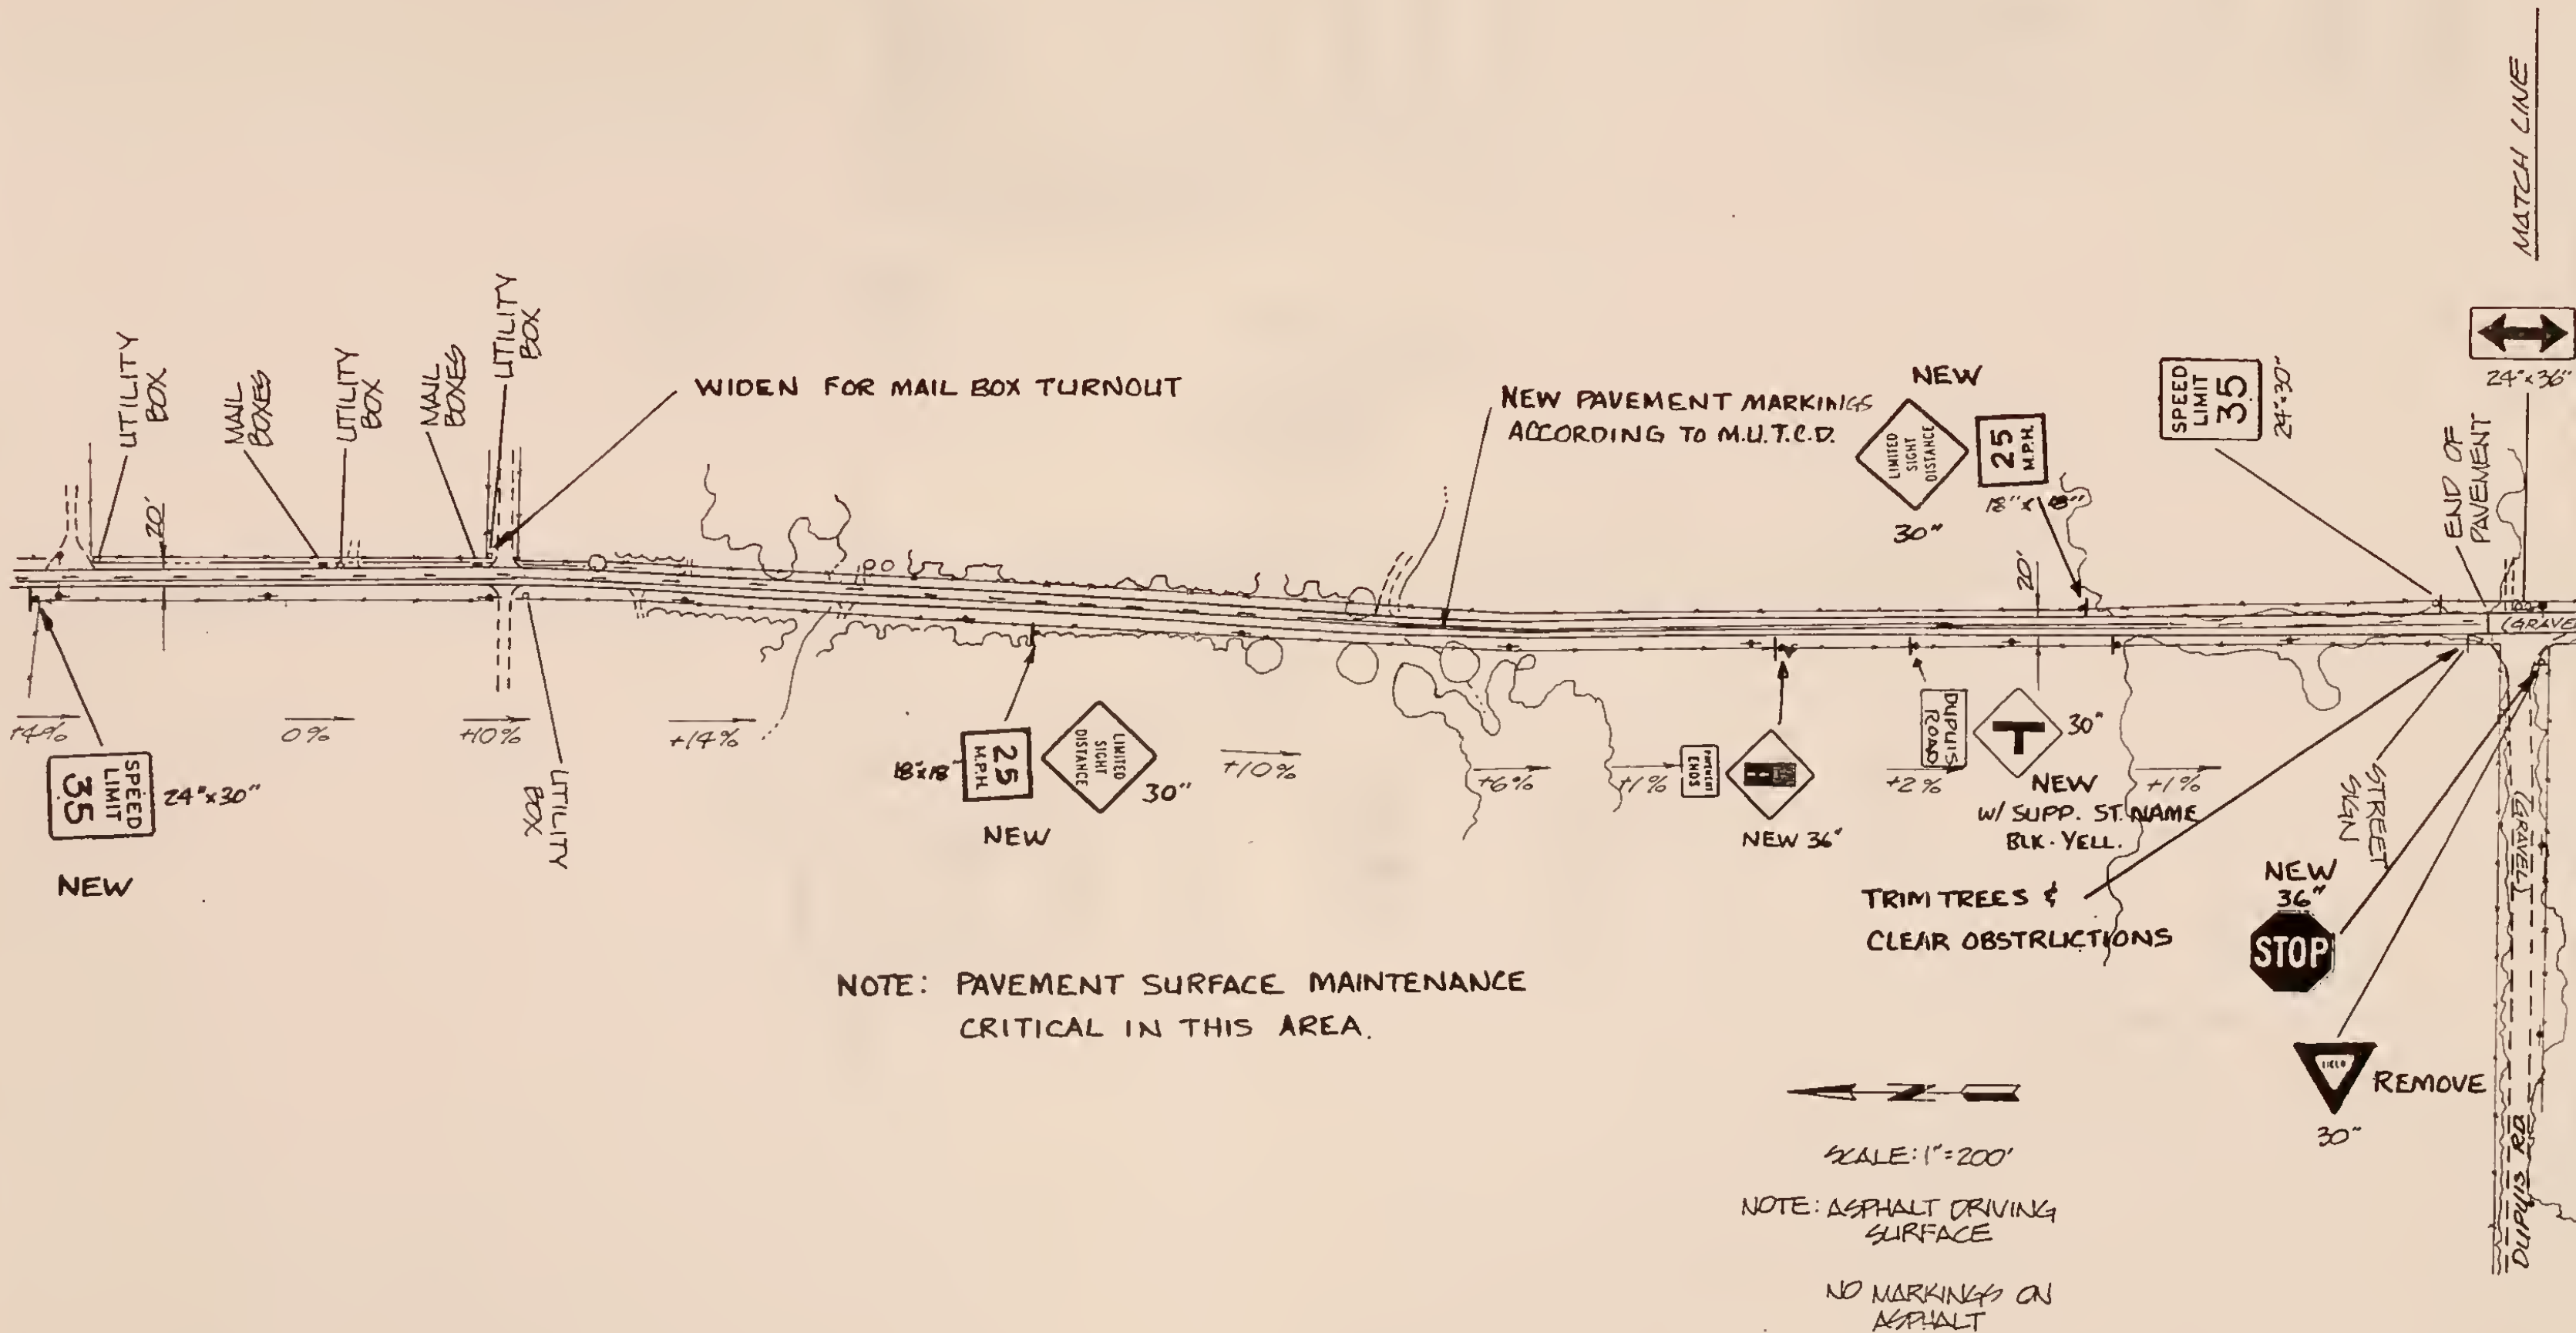 MATCH LINE
24"x36"
UTILITY
BOX
MAIL
BOXES
UTILITY
BOX
MAIL
BOXES
UTILITY
BOX
WIDEN FOR MAIL BOX TURNOUT
NEW PAVEMENT MARKINGS
ACCORDING TO M.U.T.C.D.
NEW
LIMITED
SIGHT
DISTANCE
30"
25
M.P.H.
18"x18"
SPEED
LIMIT
35
24"x30"
END OF
PAVEMENT
20'
20'
(GRAVE
+4%
0%
+10%
+14%
+10%
+6%
+1%
+2%
+1%
SPEED
LIMIT
35
24"x30"
NEW
UTILITY
BOX
18"x18"
25
M.P.H.
LIMITED
SIGHT
DISTANCE
30"
NEW
PAVEMENT
ENDS
NEW 36"
DUPUIS
ROAD
30"
NEW
W/ SUPP. ST. NAME
BLK. YELL.
STREET
SIGN
TRIM TREES &
CLEAR OBSTRUCTIONS
NEW
36"
STOP
YIELD
REMOVE
30"
(GRAVEL)
DUPUIS RD.
NOTE: PAVEMENT SURFACE MAINTENANCE
CRITICAL IN THIS AREA.
N
SCALE: 1"=200'
NOTE: ASPHALT DRIVING
SURFACE
NO MARKINGS ON
ASPHALT